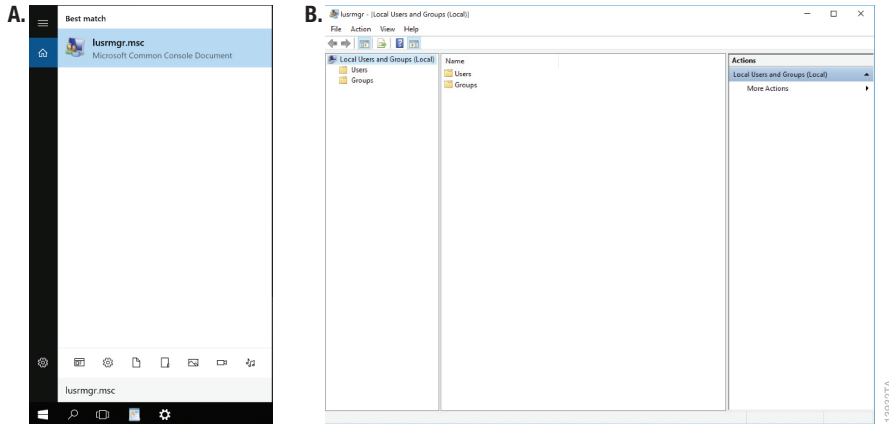 A.
Best match
lusrmgr.msc
Microsoft Common Console Document
lusrmgr.msc
B.
lusrmgr - [Local Users and Groups (Local)]
File Action View Help
Local Users and Groups (Local)
Users
Groups
Name
Users
Groups
Actions
Local Users and Groups (Local)
More Actions
12932TA